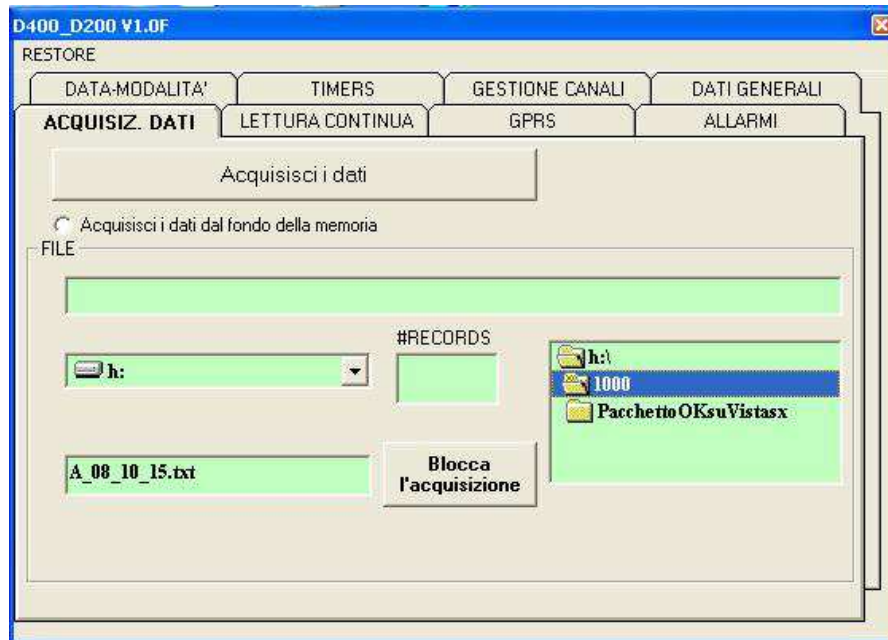 D400_D200 V1.0F
RESTORE
DATA-MODALITA'
TIMERS
GESTIONE CANALI
DATI GENERALI
ACQUISIZ. DATI
LETTURA CONTINUA
GPRS
ALLARMI
Acquisisci i dati
Acquisisci i dati dal fondo della memoria
FILE
#RECORDS
h:
h:\
1000
PacchettoOKsuVistasx
A_08_10_15.txt
Blocca
l'acquisizione